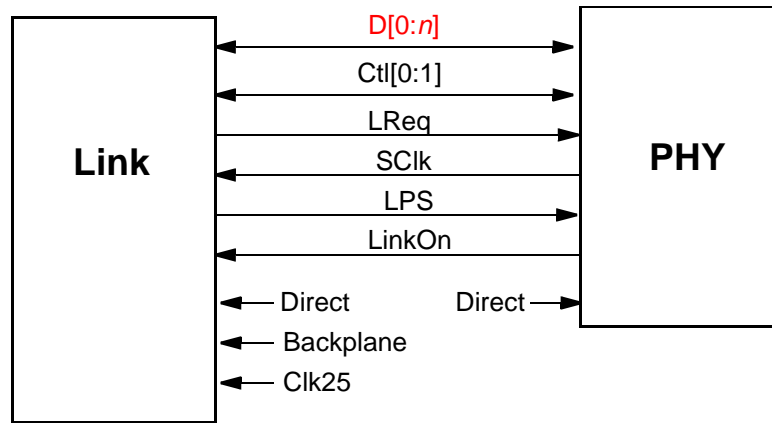 D[0:n]
Ctl[0:1]
LReq
Link
SClk
PHY
LPS
LinkOn
Direct
Direct
Backplane
Clk25